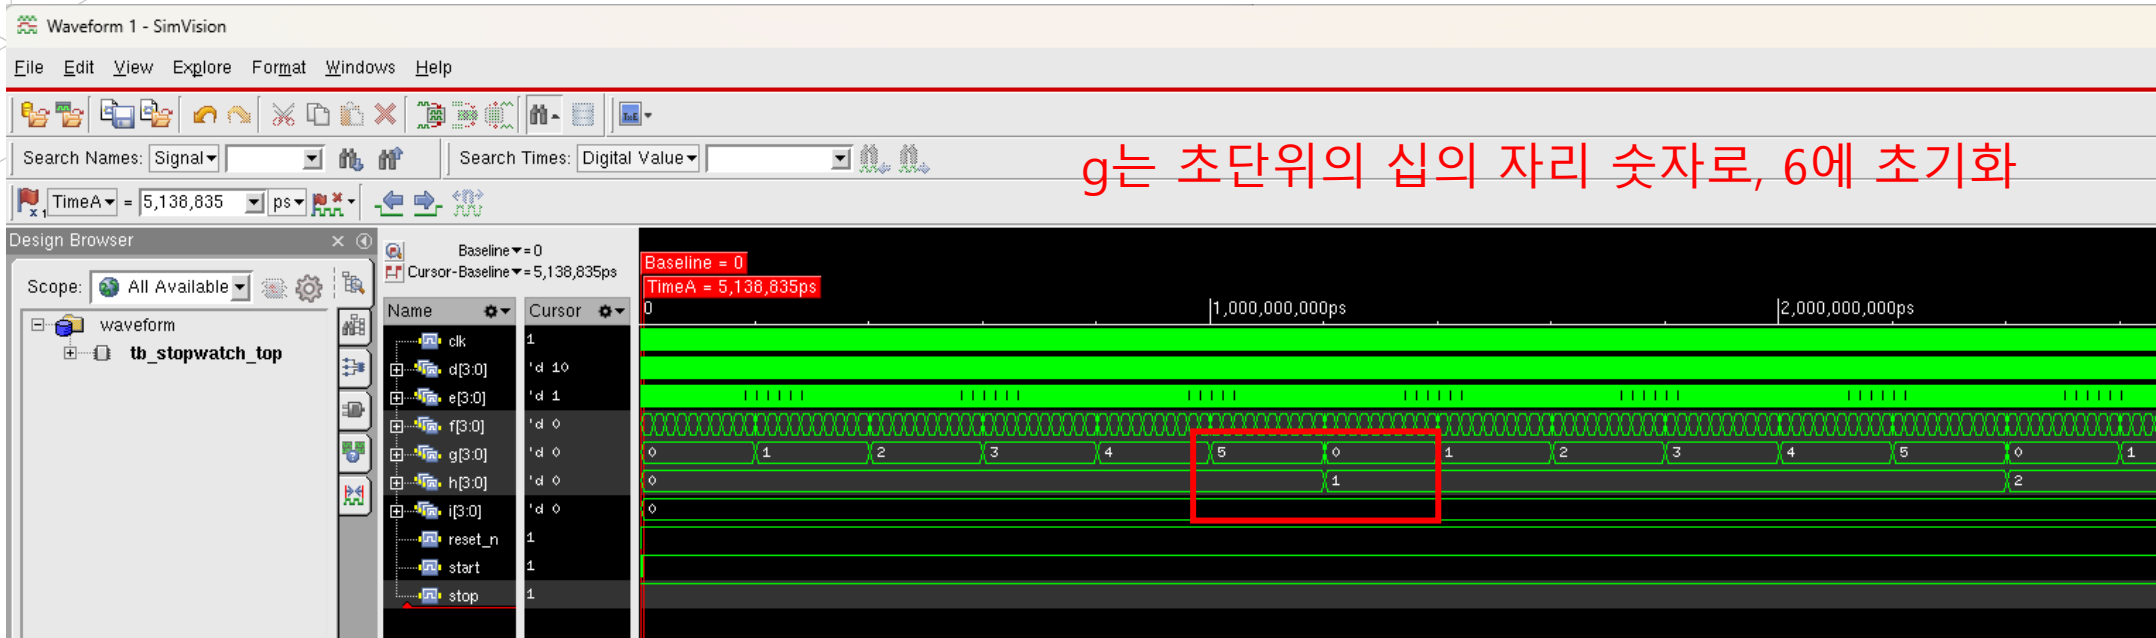 Waveform 1 - SimVision
File Edit View Explore Format Windows Help
TxE
Search Names: Signal Search Times: Digital Value
g는 초단위의 십의 자리 숫자로, 6에 초기화
x1 TimeA = 5,138,835 ps
Design Browser
Scope: All Available
waveform
tb_stopwatch_top
Baseline = 0
Cursor-Baseline = 5,138,835ps
Name Cursor
Baseline = 0
TimeA = 5,138,835ps
0 1,000,000,000ps 2,000,000,000ps
clk 1
d[3:0] 'd 10
e[3:0] 'd 1
f[3:0] 'd 0
g[3:0] 'd 0 0 1 2 3 4 5 0 1 2 3 4 5 0 1
h[3:0] 'd 0 0 1 2
i[3:0] 'd 0 0
reset_n 1
start 1
stop 1